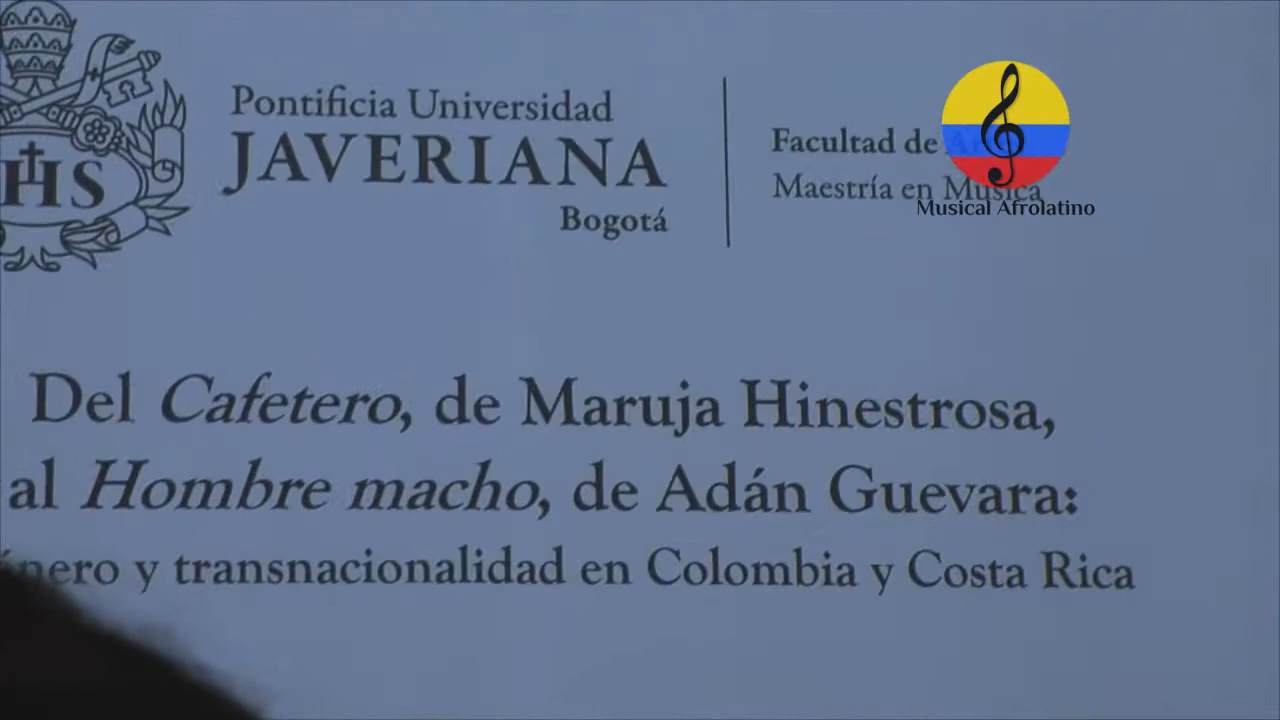 IHS
Pontificia Universidad
JAVERIANA
Bogotá
Facultad de
Maestría en Música
Musical Afrolatino
Del Cafetero, de Maruja Hinestrosa,
al Hombre macho, de Adán Guevara:
y transnacionalidad en Colombia y Costa Rica